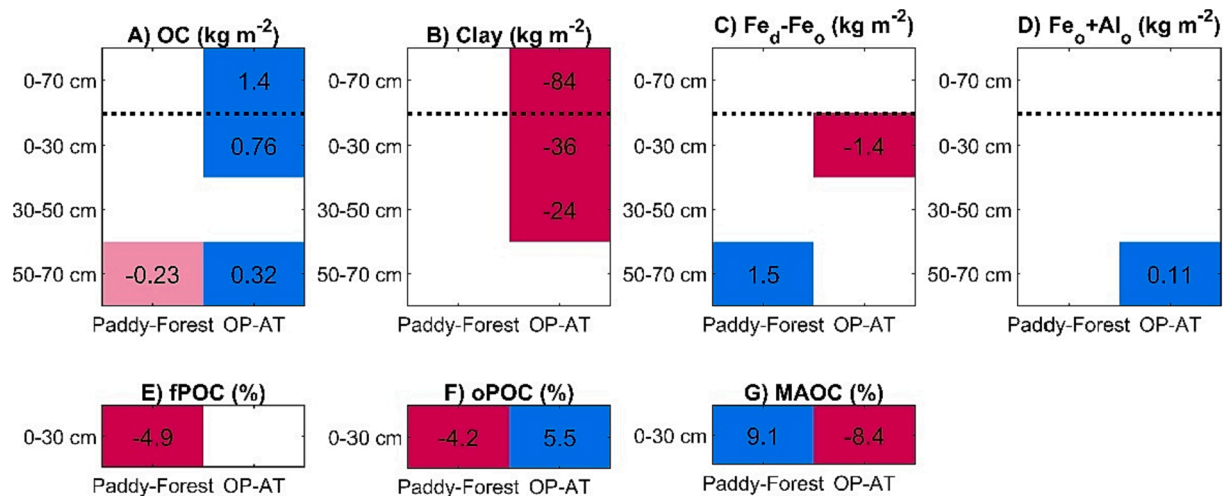 A) OC (kg m⁻²)
0-70 cm 1.4
0-30 cm 0.76
30-50 cm
50-70 cm -0.23 0.32
Paddy-Forest OP-AT
B) Clay (kg m⁻²)
0-70 cm -84
0-30 cm -36
30-50 cm -24
50-70 cm
Paddy-Forest OP-AT
C) Fe_d-Fe_o (kg m⁻²)
0-70 cm
0-30 cm -1.4
30-50 cm
50-70 cm 1.5
Paddy-Forest OP-AT
D) Fe_o+Al_o (kg m⁻²)
0-70 cm
0-30 cm
30-50 cm
50-70 cm 0.11
Paddy-Forest OP-AT
E) fPOC (%)
0-30 cm -4.9
Paddy-Forest OP-AT
F) oPOC (%)
0-30 cm -4.2 5.5
Paddy-Forest OP-AT
G) MAOC (%)
0-30 cm 9.1 -8.4
Paddy-Forest OP-AT